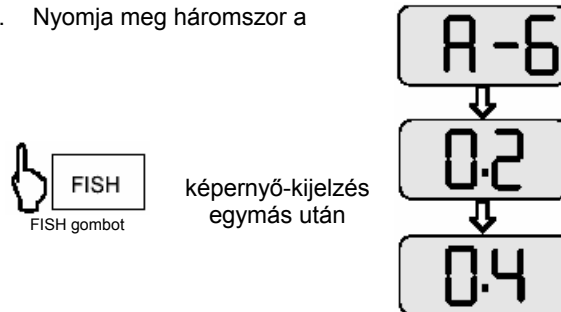 . Nyomja meg háromszor a
A-6
FISH
FISH gombot
képernyő-kijelzés
egymás után
0.2
0.4